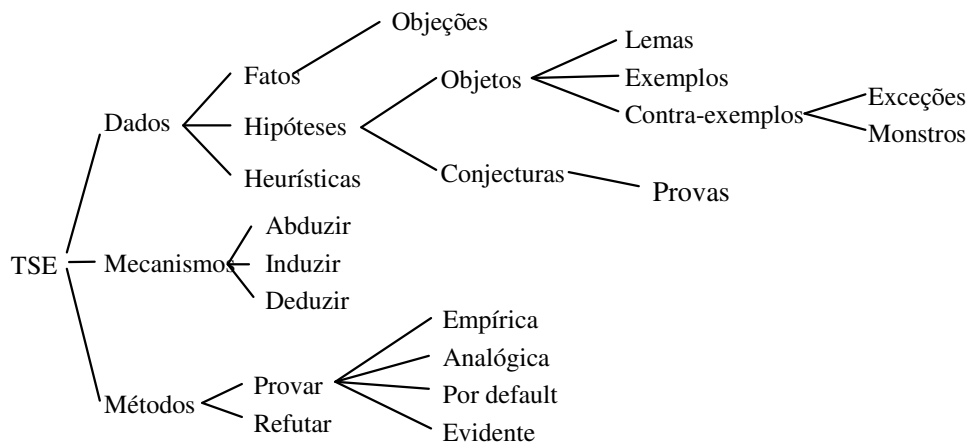 TSE
Dados
Fatos
Objeções
Hipóteses
Objetos
Lemas
Exemplos
Contra-exemplos
Exceções
Monstros
Conjecturas
Provas
Heurísticas
Mecanismos
Abduzir
Induzir
Deduzir
Métodos
Provar
Empírica
Analógica
Por default
Evidente
Refutar